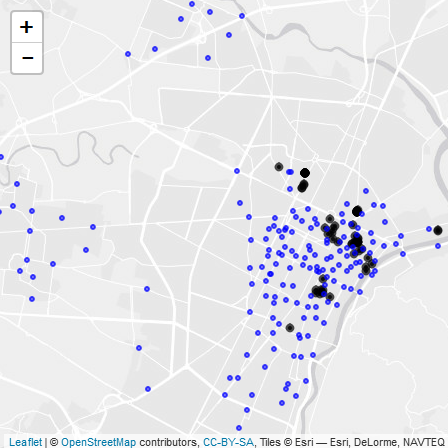 +
−
Leaflet | © OpenStreetMap contributors, CC-BY-SA, Tiles © Esri — Esri, DeLorme, NAVTEQ